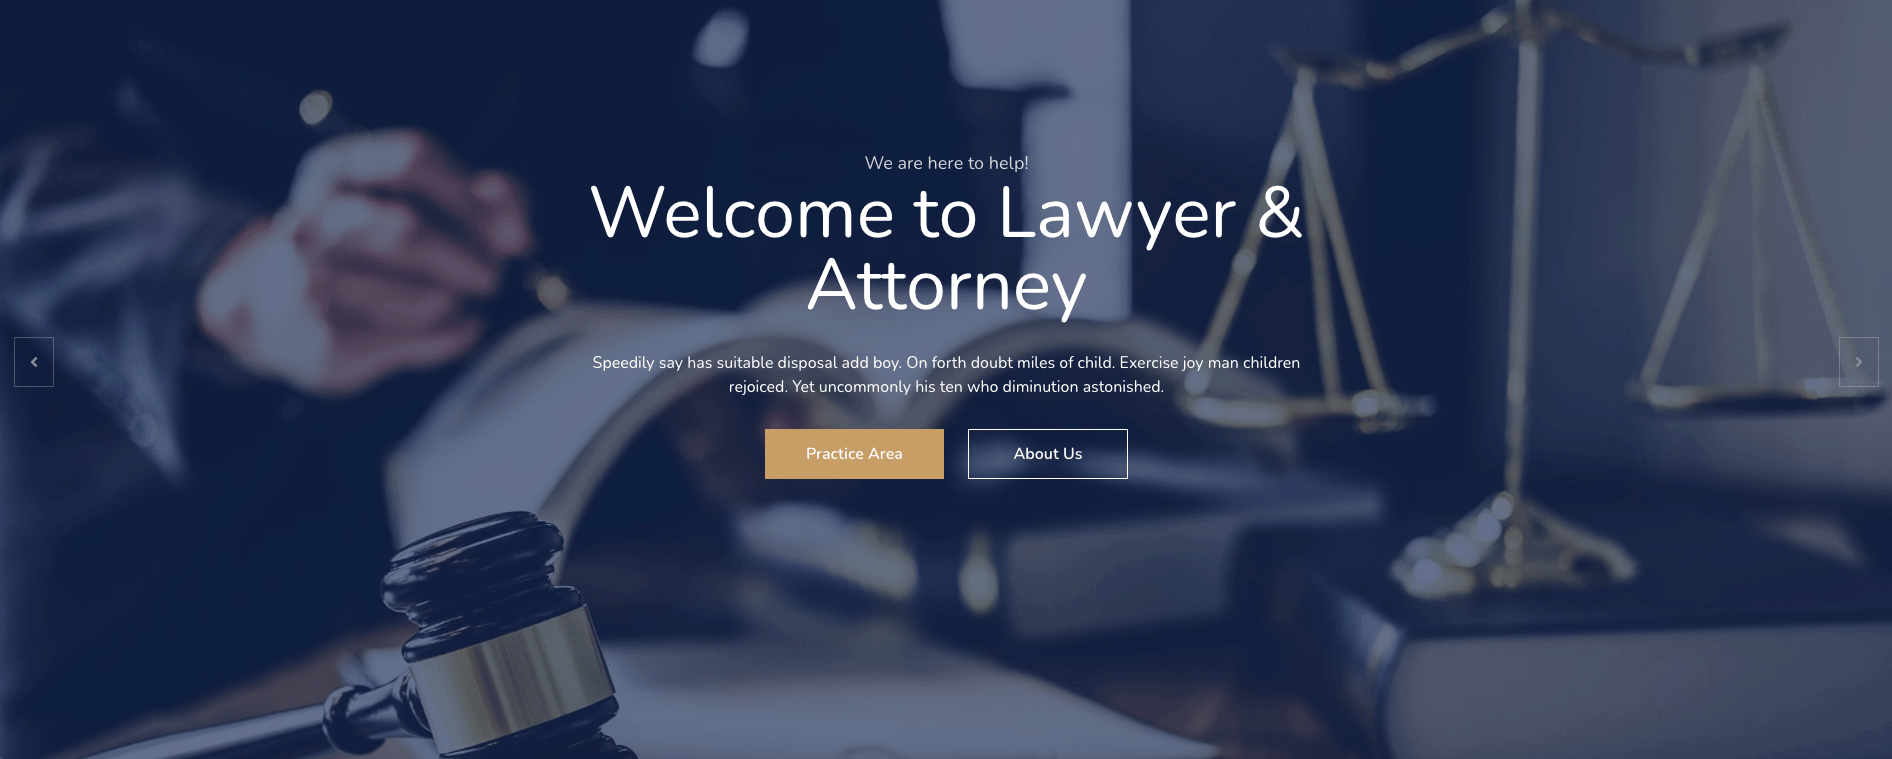 We are here to help!
Welcome to Lawyer &
Attorney
Speedily say has suitable disposal add boy. On forth doubt miles of child. Exercise joy man children
rejoiced. Yet uncommonly his ten who diminution astonished.
Practice Area
About Us